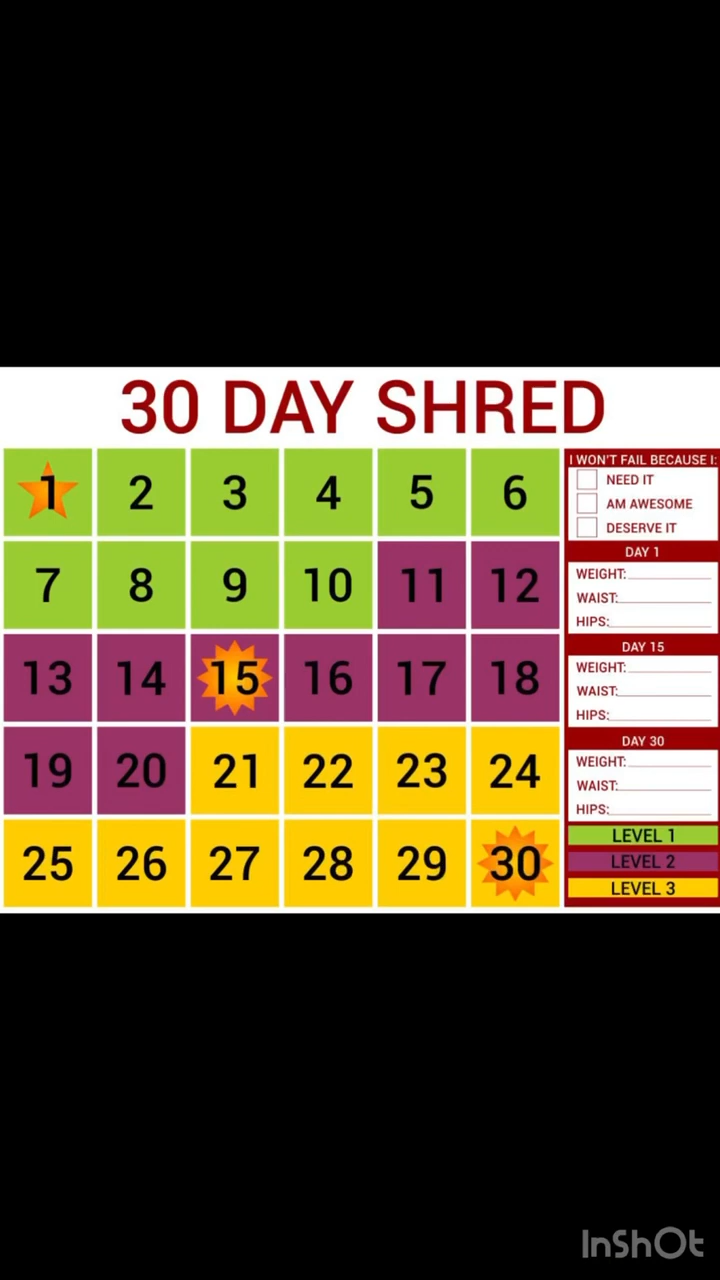 30 DAY SHRED
1 2 3 4 5 6
7 8 9 10 11 12
13 14 15 16 17 18
19 20 21 22 23 24
25 26 27 28 29 30
I WON'T FAIL BECAUSE I:
NEED IT
AM AWESOME
DESERVE IT
DAY 1
WEIGHT:
WAIST:
HIPS:
DAY 15
WEIGHT:
WAIST:
HIPS:
DAY 30
WEIGHT:
WAIST:
HIPS:
LEVEL 1
LEVEL 2
LEVEL 3
InShOt